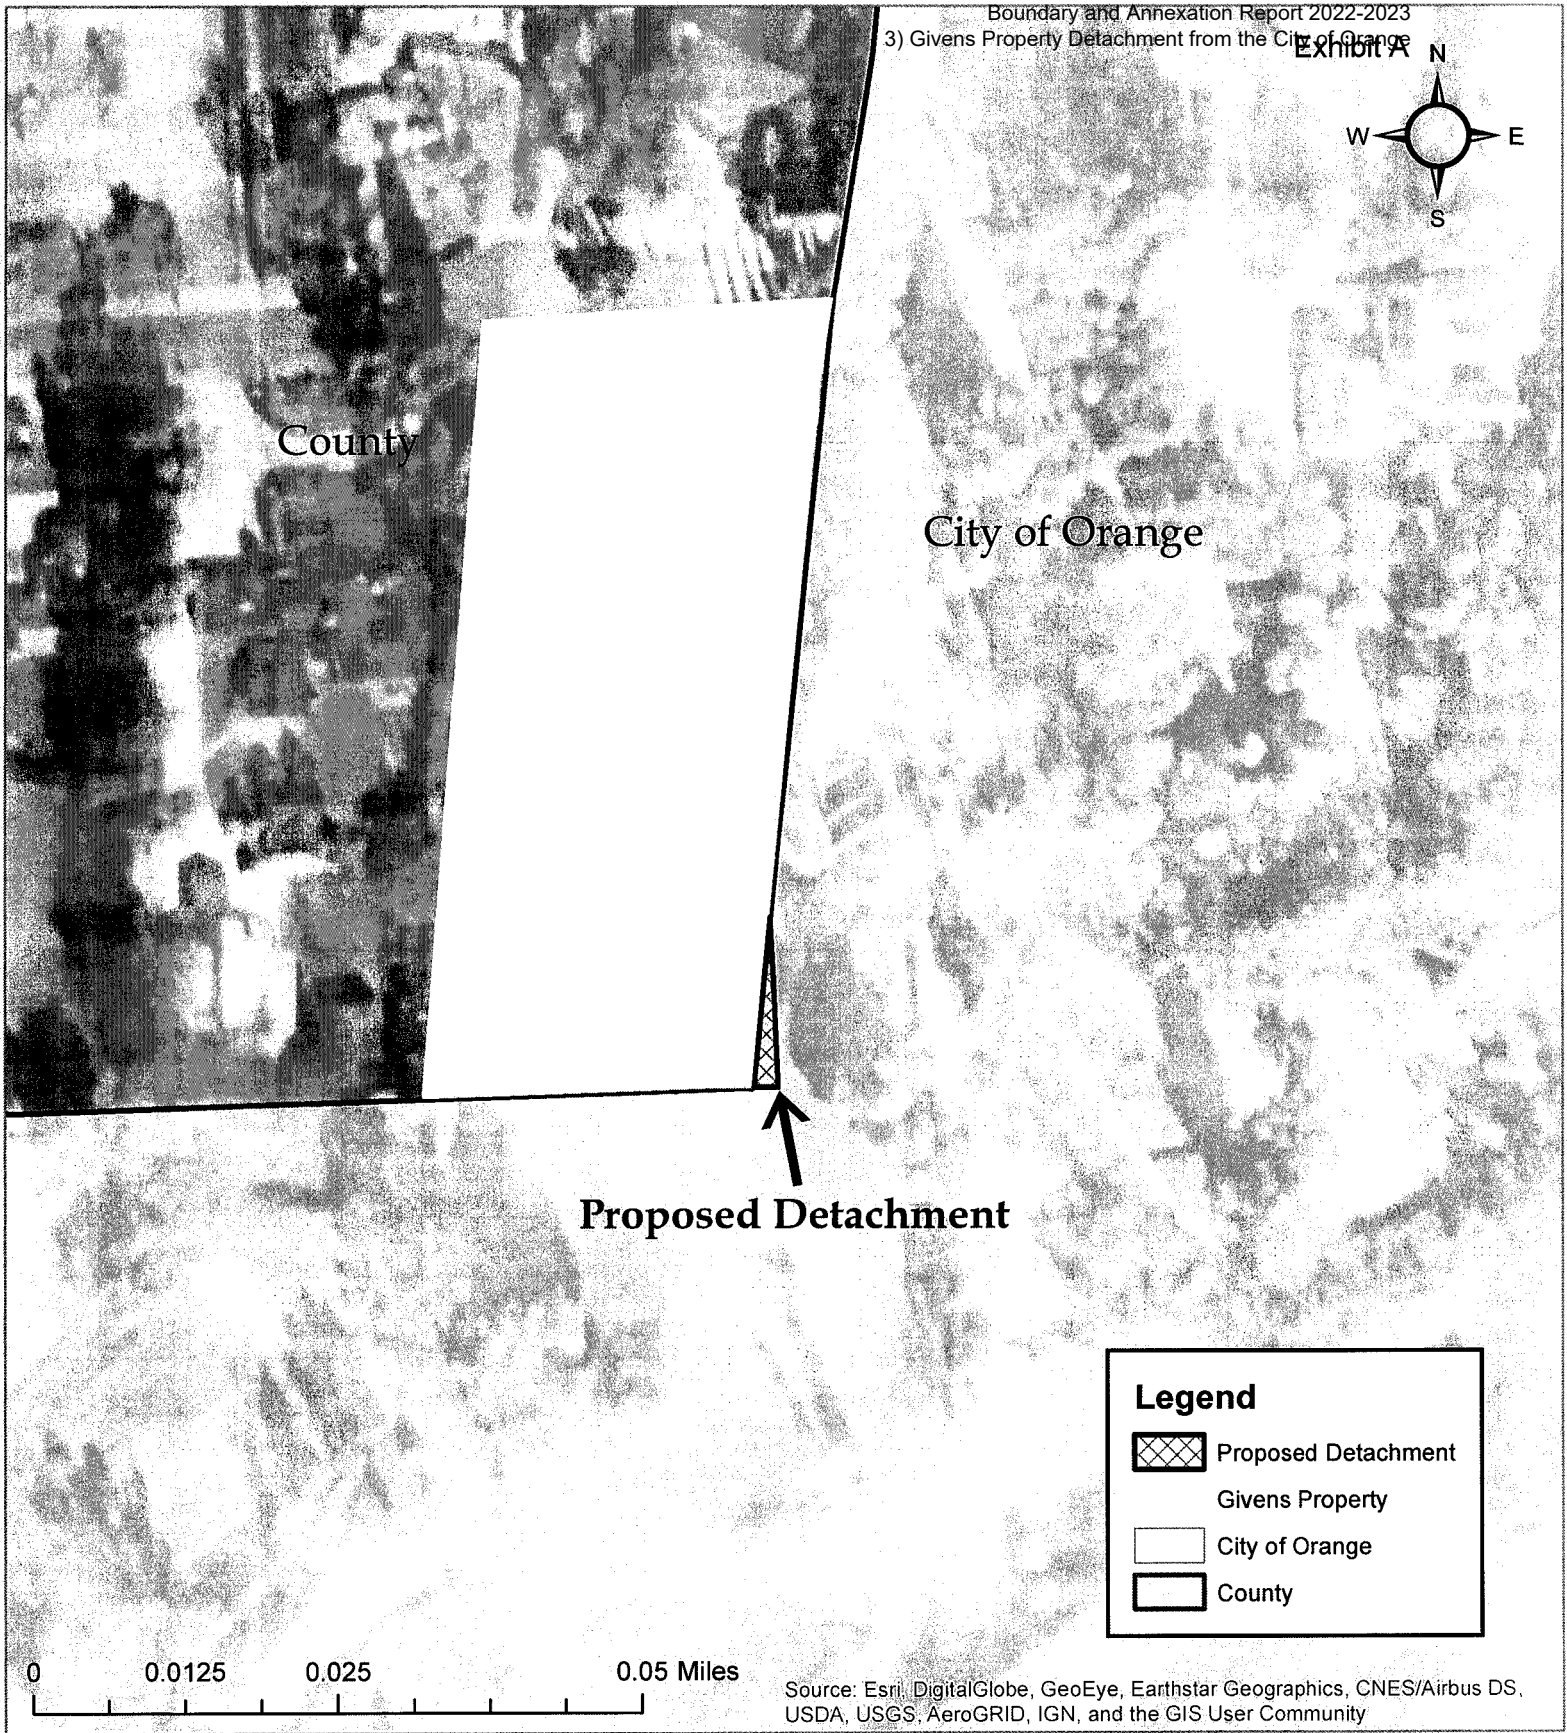 Boundary and Annexation Report 2022-2023
3) Givens Property Detachment from the City of Orange
Exhibit A
N
W
E
S
County
City of Orange
Proposed Detachment
Legend
Proposed Detachment
Givens Property
City of Orange
County
0 0.0125 0.025 0.05 Miles
Source: Esri, DigitalGlobe, GeoEye, Earthstar Geographics, CNES/Airbus DS,
USDA, USGS, AeroGRID, IGN, and the GIS User Community